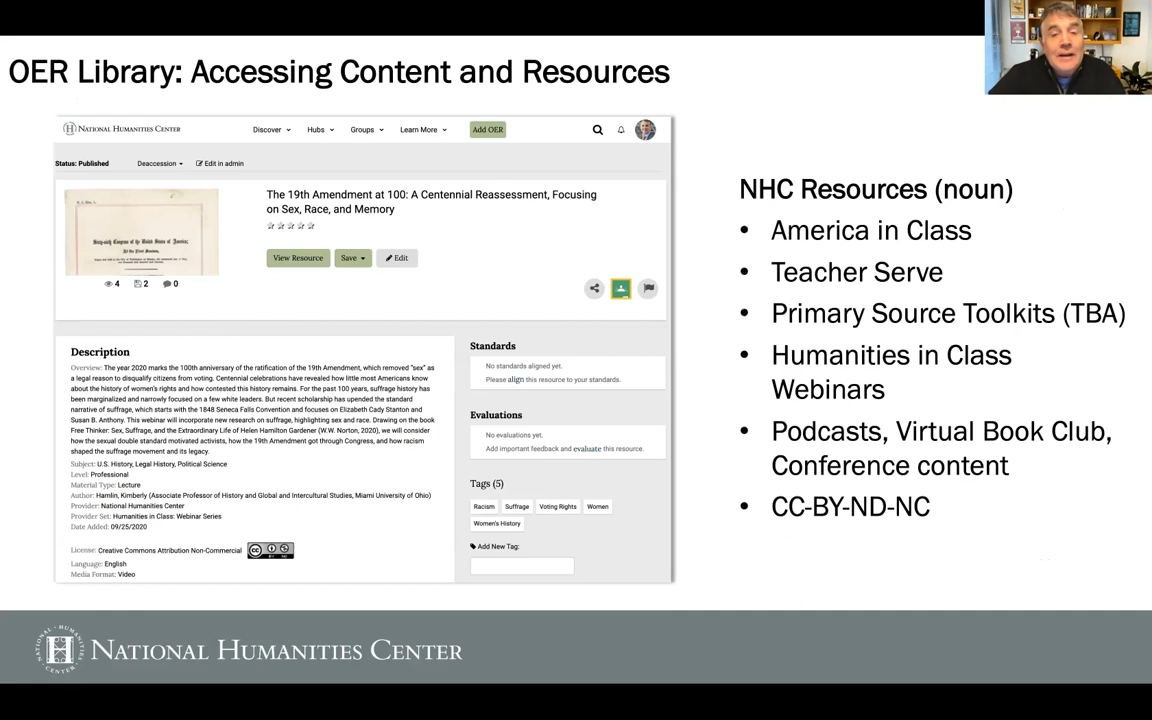 OER Library: Accessing Content and Resources
NATIONAL HUMANITIES CENTER
Discover
Hubs
Groups
Learn More
Add OER
Status: Published
Deaccession
Edit in admin
Sixty-sixth Congress of the United States of America;
At the First Session,
The 19th Amendment at 100: A Centennial Reassessment, Focusing
on Sex, Race, and Memory
View Resource
Save
Edit
4
2
0
Description
Overview: The year 2020 marks the 100th anniversary of the ratification of the 19th Amendment, which removed "sex" as
a legal reason to disqualify citizens from voting. Centennial celebrations have revealed how little most Americans know
about the history of women's rights and how contested this history remains. For the past 100 years, suffrage history has
been marginalized and narrowly focused on a few white leaders. But recent scholarship has upended the standard
narrative of suffrage, which starts with the 1848 Seneca Falls Convention and focuses on Elizabeth Cady Stanton and
Susan B. Anthony. This webinar will incorporate new research on suffrage, highlighting sex and race. Drawing on the book
Free Thinker: Sex, Suffrage, and the Extraordinary Life of Helen Hamilton Gardener (W.W. Norton, 2020), we will consider
how the sexual double standard motivated activists, how the 19th Amendment got through Congress, and how racism
shaped the suffrage movement and its legacy.
Subject: U.S. History, Legal History, Political Science
Level: Professional
Material Type: Lecture
Author: Hamlin, Kimberly (Associate Professor of History and Global and Intercultural Studies, Miami University of Ohio)
Provider: National Humanities Center
Provider Set: Humanities in Class: Webinar Series
Date Added: 09/25/2020
License: Creative Commons Attribution Non-Commercial
Language: English
Media Format: Video
Standards
No standards aligned yet.
Please align this resource to your standards.
Evaluations
No evaluations yet.
Add important feedback and evaluate this resource.
Tags (5)
Racism
Suffrage
Voting Rights
Women
Women's History
Add New Tag:
NHC Resources (noun)
• America in Class
• Teacher Serve
• Primary Source Toolkits (TBA)
• Humanities in Class
Webinars
• Podcasts, Virtual Book Club,
Conference content
• CC-BY-ND-NC
NATIONAL HUMANITIES CENTER